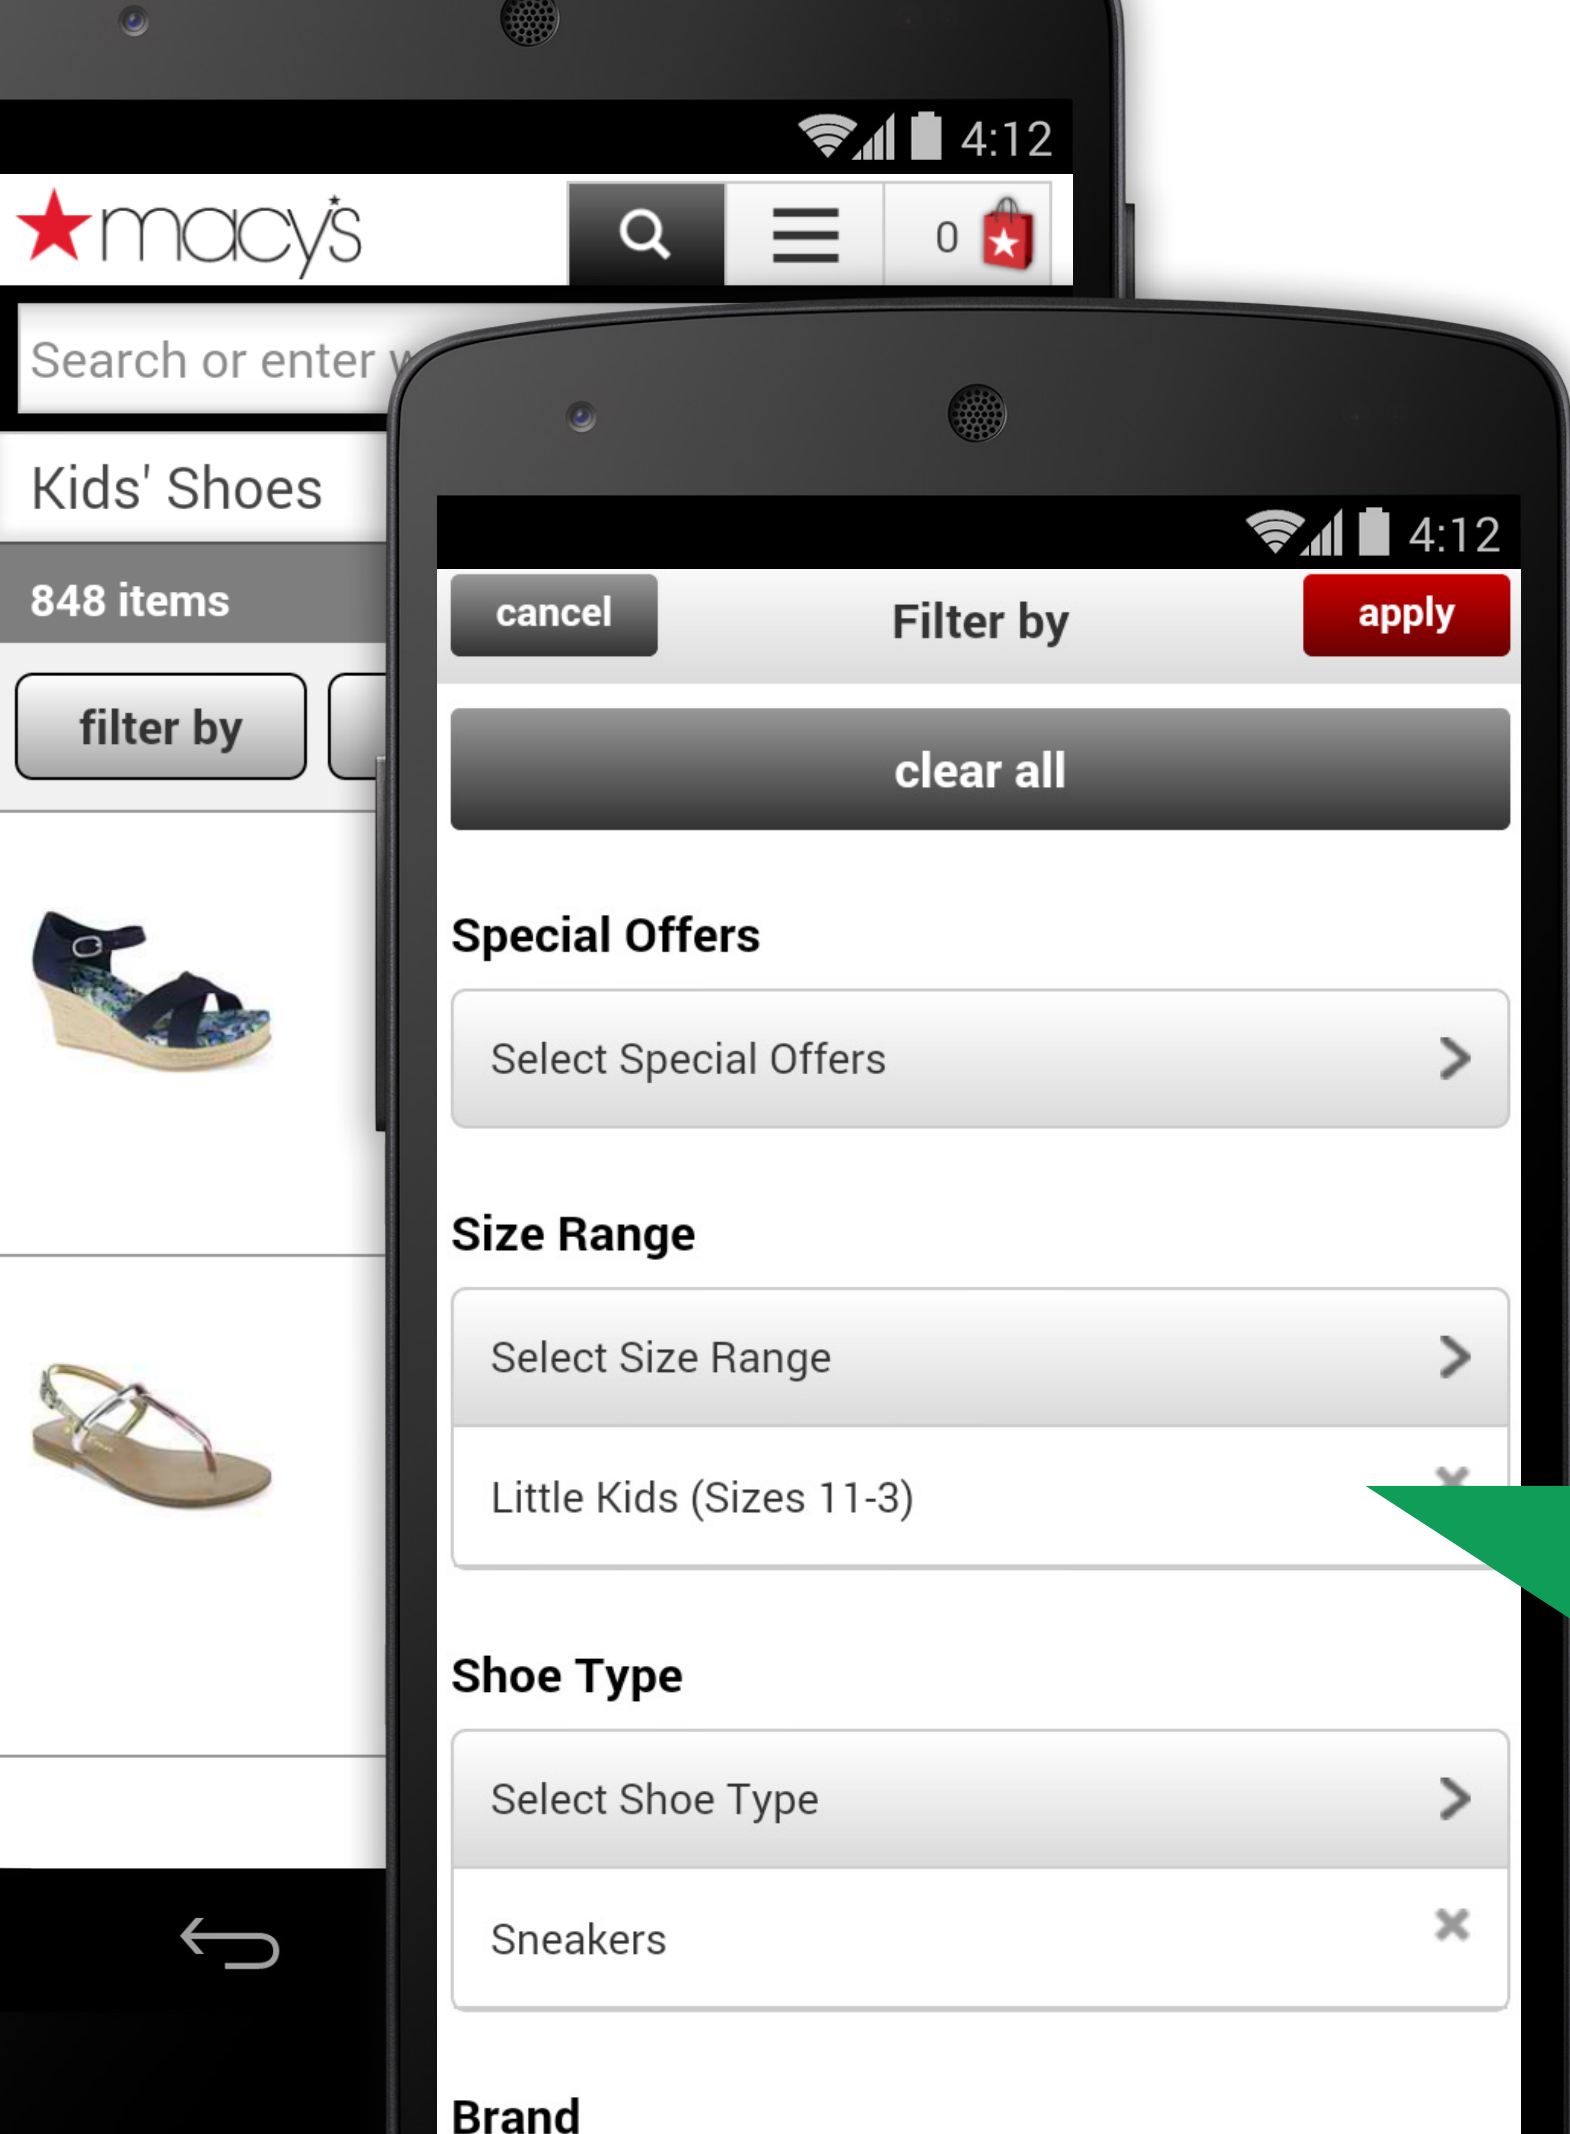 4:12
macy's
0
Search or enter
Kids' Shoes
848 items
filter by
4:12
cancel
Filter by
apply
clear all
Special Offers
Select Special Offers
Size Range
Select Size Range
Little Kids (Sizes 11-3)
Shoe Type
Select Shoe Type
Sneakers
Brand